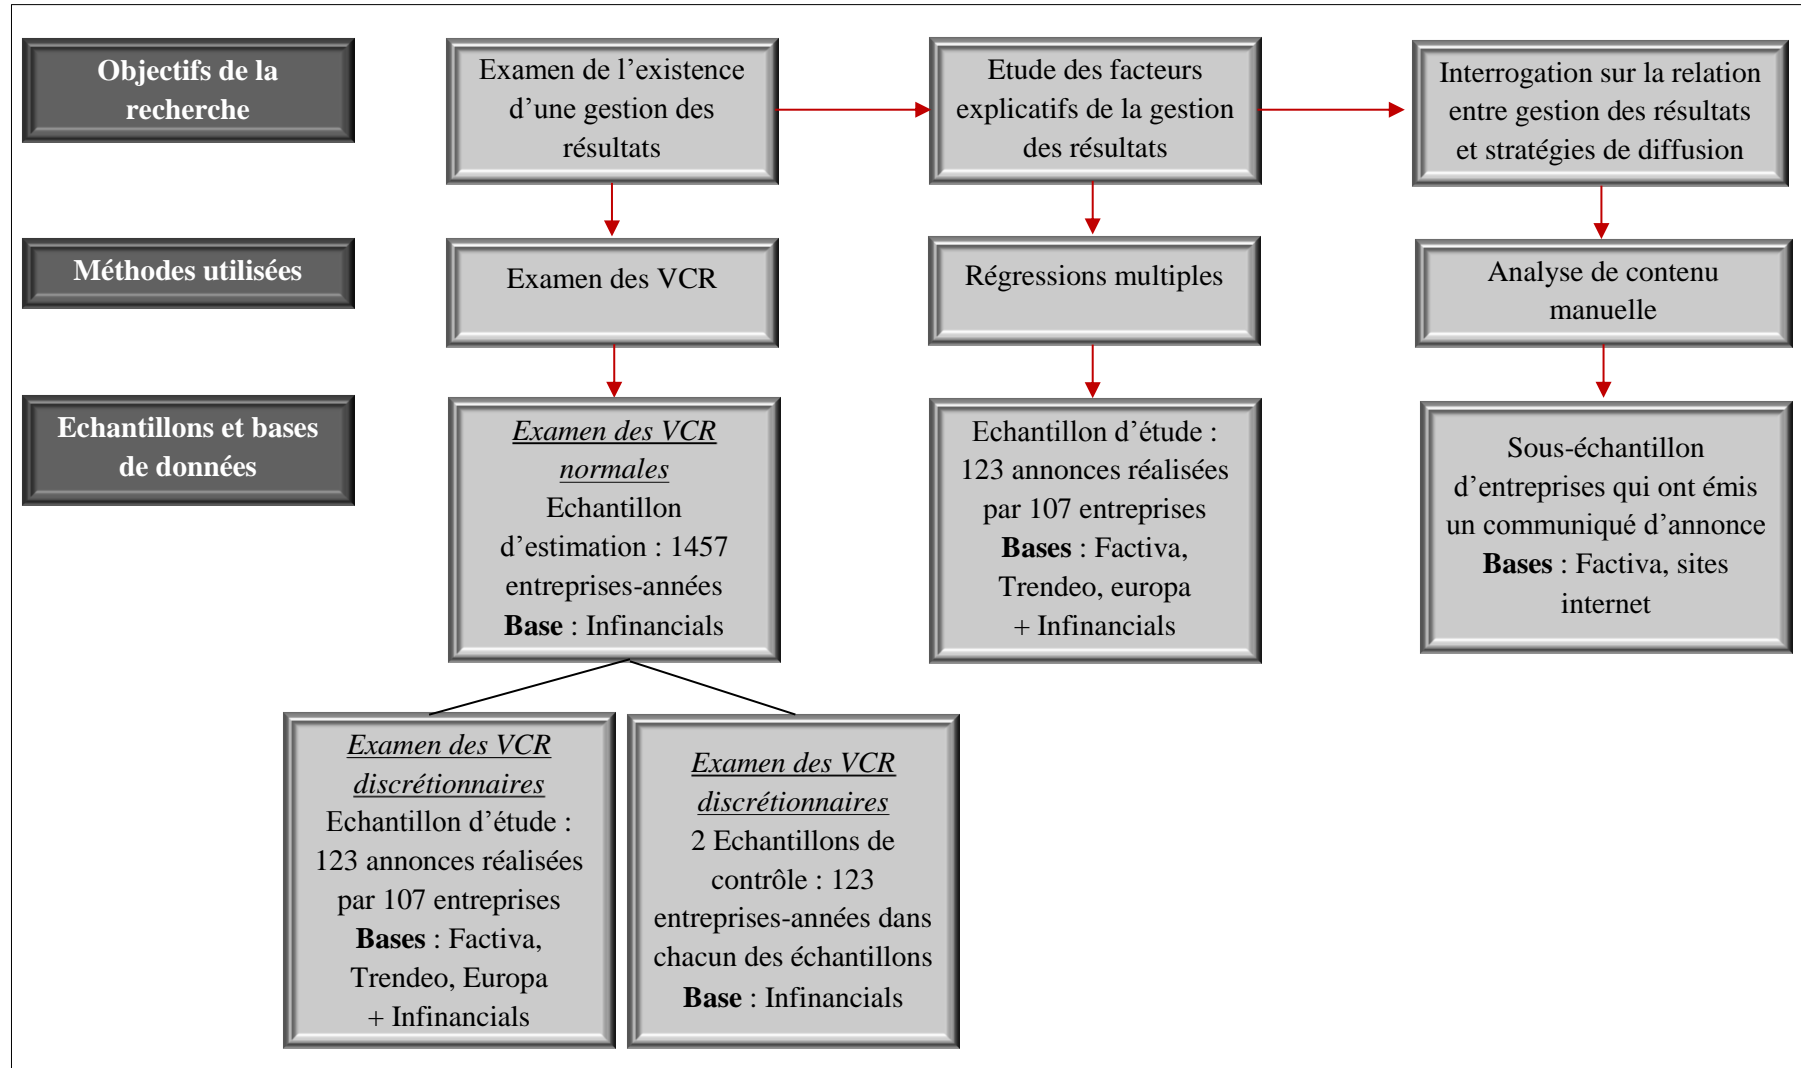 Objectifs de la
recherche
Examen de l’existence
d’une gestion des
résultats
Etude des facteurs
explicatifs de la gestion
des résultats
Interrogation sur la relation
entre gestion des résultats
et stratégies de diffusion
Méthodes utilisées
Examen des VCR
Régressions multiples
Analyse de contenu
manuelle
Echantillons et bases
de données
Examen des VCR
normales
Echantillon
d’estimation : 1457
entreprises-années
Base : Infinancials
Echantillon d’étude :
123 annonces réalisées
par 107 entreprises
Bases : Factiva,
Trendeo, europa
+ Infinancials
Sous-échantillon
d’entreprises qui ont émis
un communiqué d’annonce
Bases : Factiva, sites
internet
Examen des VCR
discrétionnaires
Echantillon d’étude :
123 annonces réalisées
par 107 entreprises
Bases : Factiva,
Trendeo, Europa
+ Infinancials
Examen des VCR
discrétionnaires
2 Echantillons de
contrôle : 123
entreprises-années dans
chacun des échantillons
Base : Infinancials